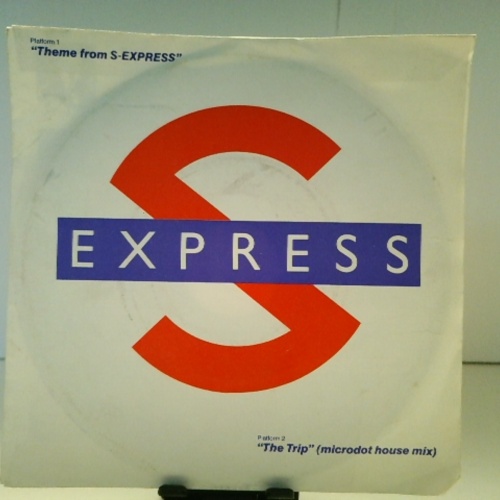 Platform 1
"Theme from S-EXPRESS"
S
EXPRESS
Platform 2
"The Trip" (microdot house mix)